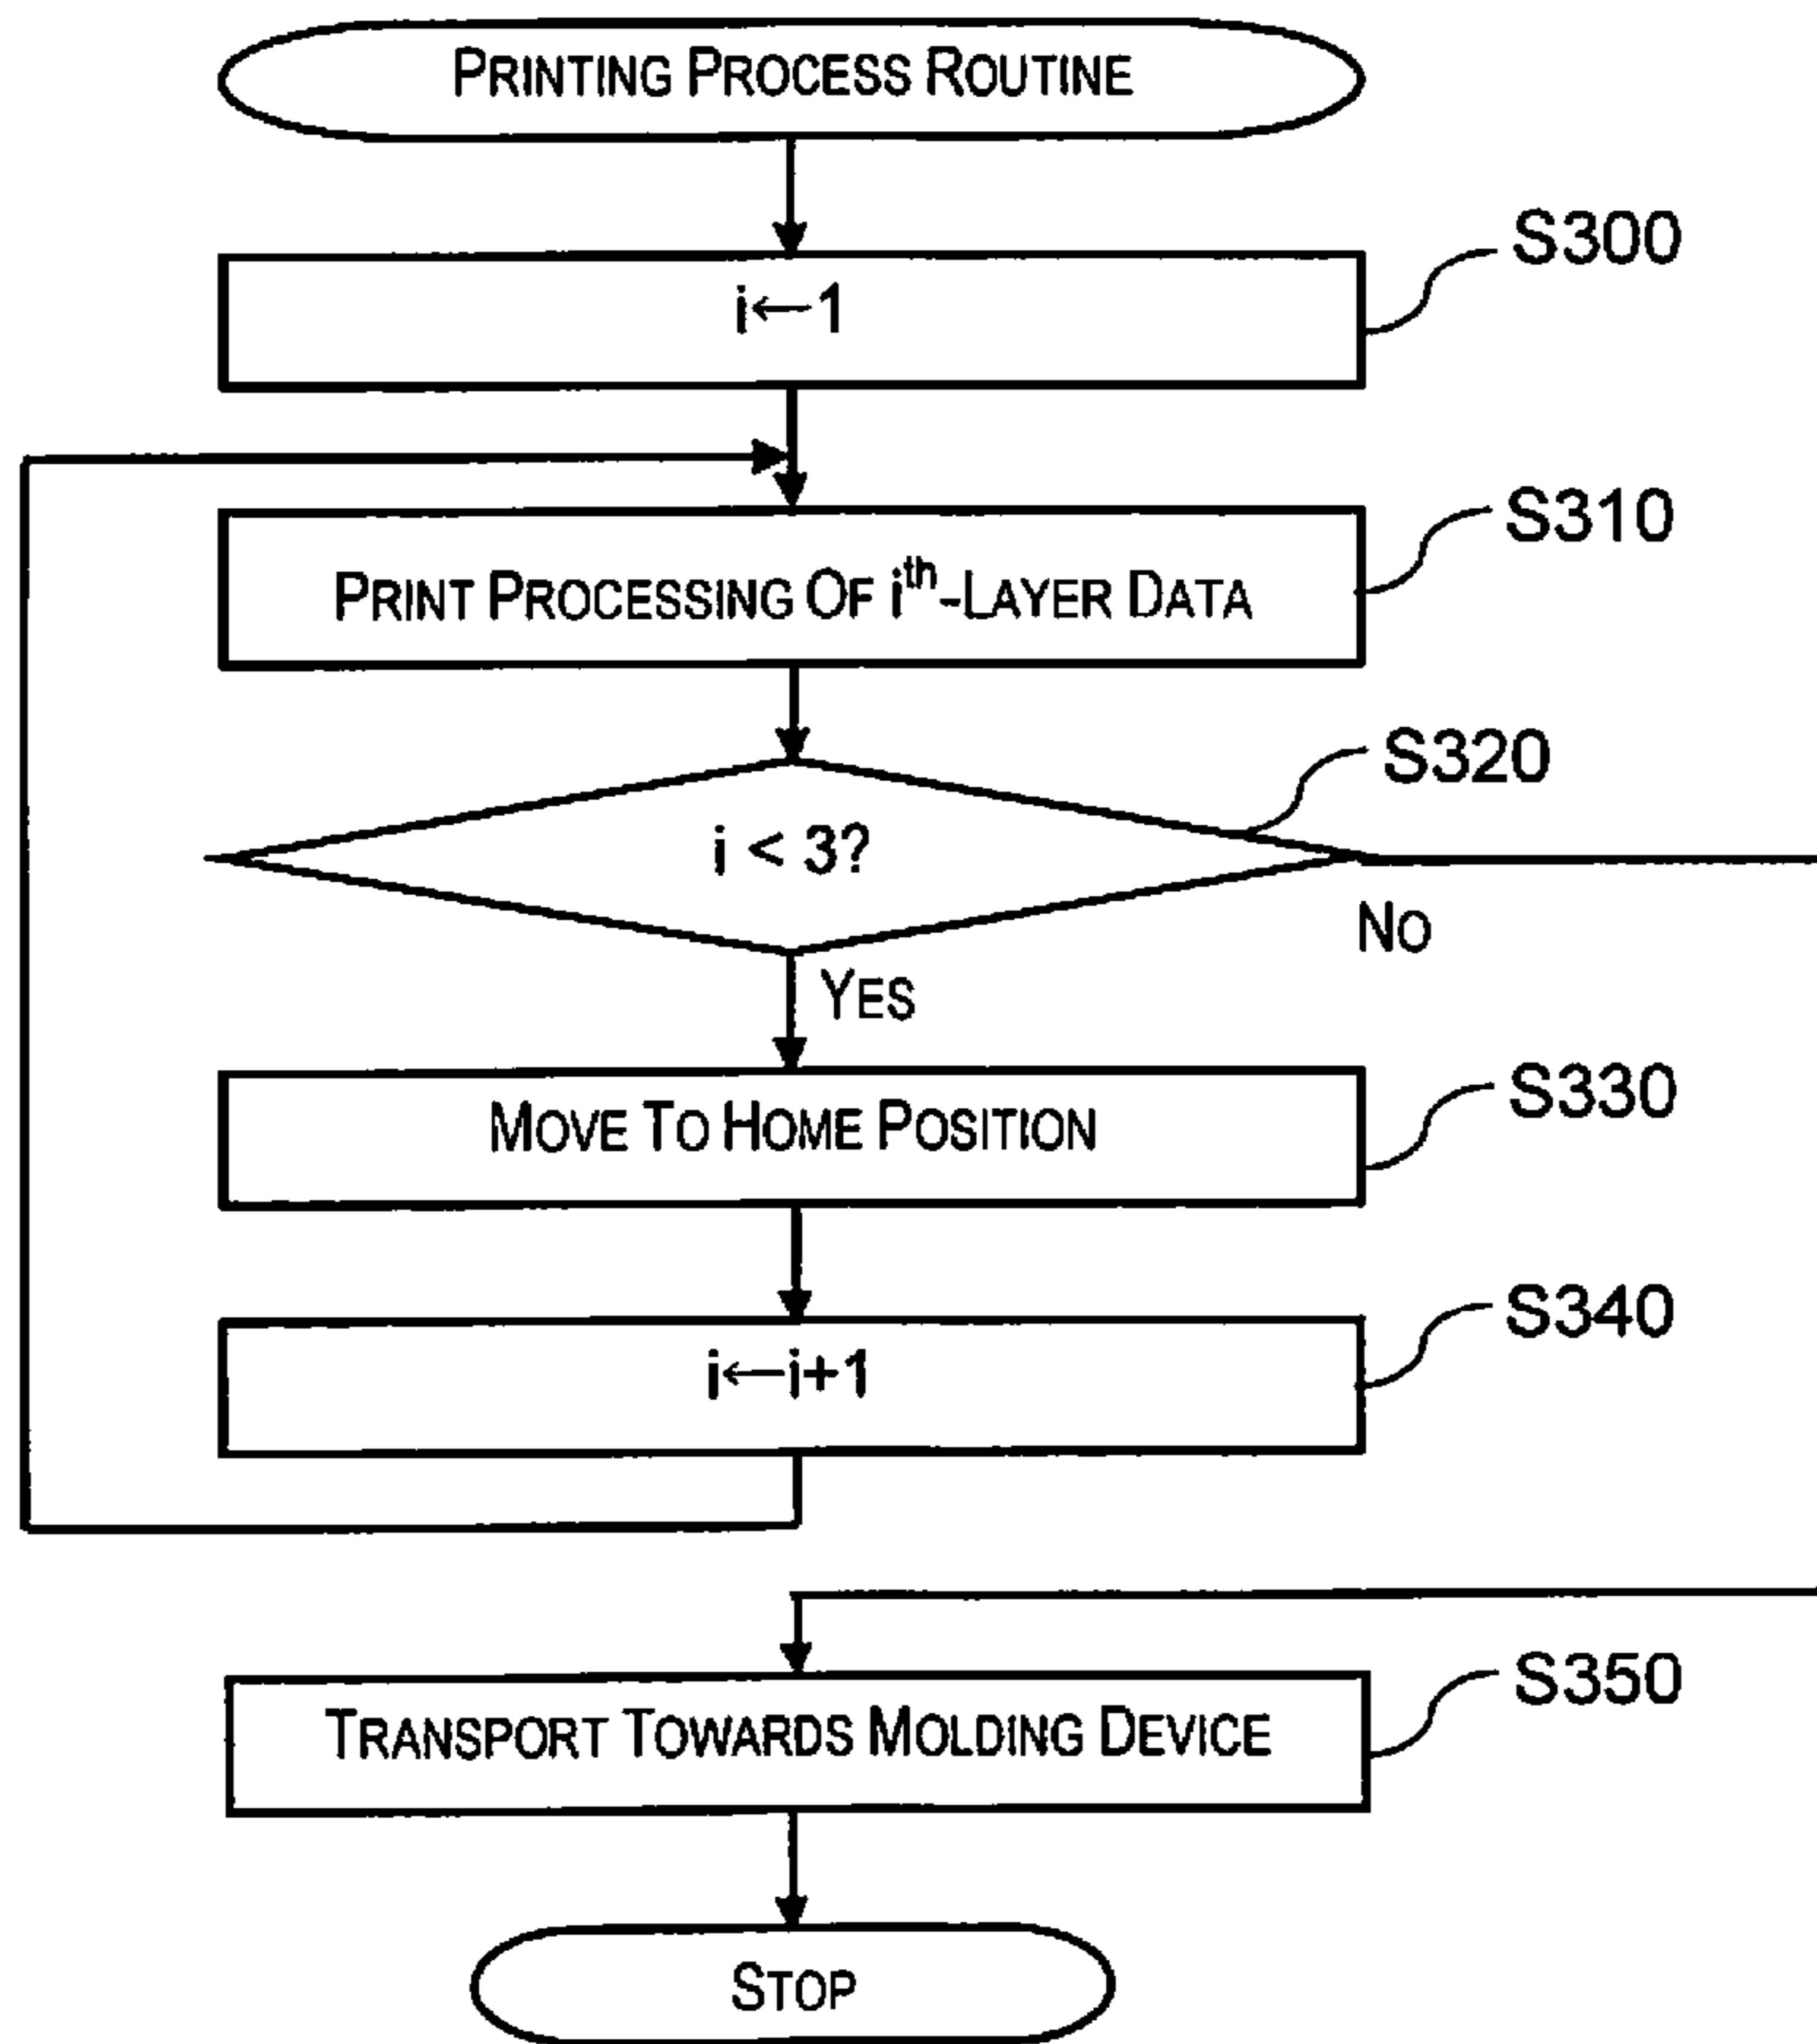 PRINTING PROCESS ROUTINE
S300
i←1
S310
PRINT PROCESSING OF ith-LAYER DATA
S320
i < 3?
NO
YES
S330
MOVE TO HOME POSITION
S340
i←i+1
S350
TRANSPORT TOWARDS MOLDING DEVICE
STOP